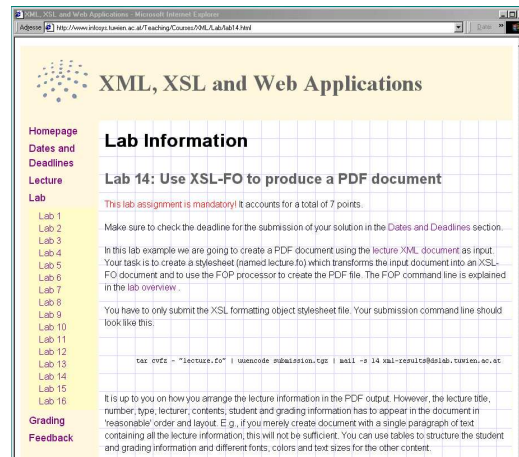 XML, XSL and Web Applications - Microsoft Internet Explorer
Adresse http://www.infosys.tuwien.ac.at/Teaching/Courses/XML/Lab/lab14.html
XML, XSL and Web Applications
Homepage
Dates and
Deadlines
Lecture
Lab
Lab 1
Lab 2
Lab 3
Lab 4
Lab 5
Lab 6
Lab 7
Lab 8
Lab 9
Lab 10
Lab 11
Lab 12
Lab 13
Lab 14
Lab 15
Lab 16
Grading
Feedback
Lab Information
Lab 14: Use XSL-FO to produce a PDF document
This lab assignment is mandatory! It accounts for a total of 7 points.
Make sure to check the deadline for the submission of your solution in the Dates and Deadlines section.
In this lab example we are going to create a PDF document using the lecture XML document as input.
Your task is to create a stylesheet (named lecture.fo) which transforms the input document into an XSL-
FO document and to use the FOP processor to create the PDF file. The FOP command line is explained
in the lab overview .
You have to only submit the XSL formatting object stylesheet file. Your submission command line should
look like this:
tar cvfz - "lecture.fo" | uuencode submission.tgz | mail -s 14 xml-results@dslab.tuwien.ac.at
It is up to you on how you arrange the lecture information in the PDF output. However, the lecture title,
number, type, lecturer, contents, student and grading information has to appear in the document in
'reasonable' order and layout. E.g., if you merely create document with a single paragraph of text
containing all the lecture information, this will not be sufficient. You can use tables to structure the student
and grading information and different fonts, colors and text sizes for the other content.